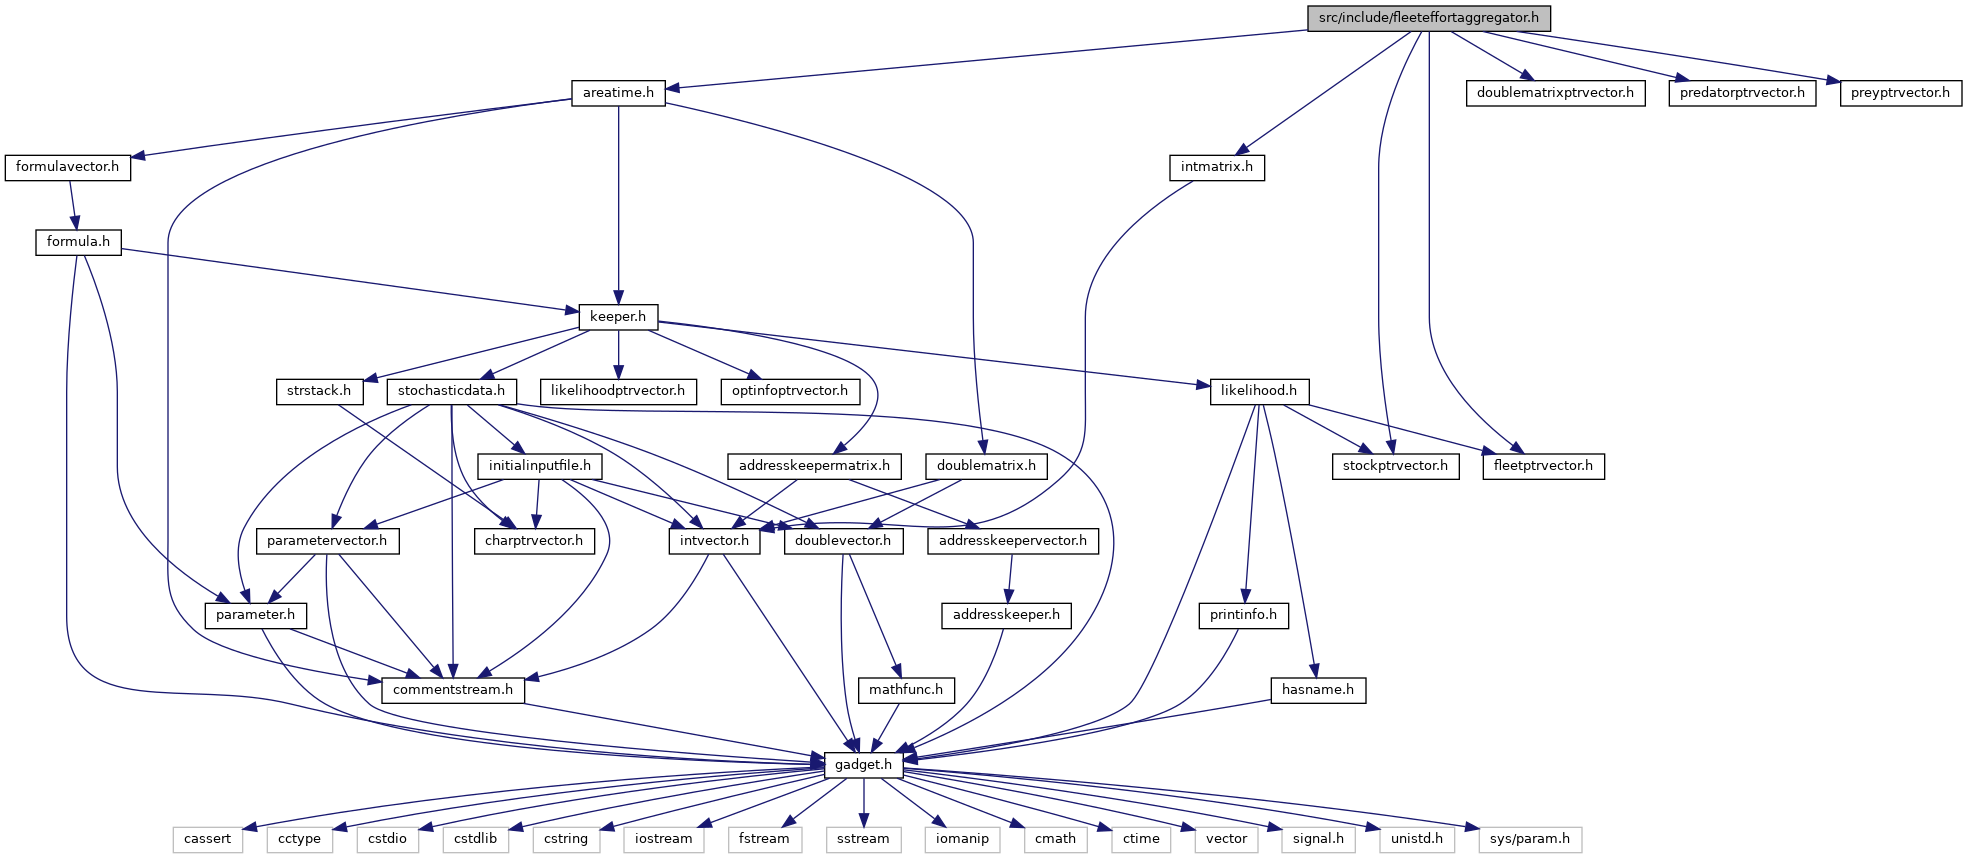 src/include/fleeteffortaggregator.h
areatime.h
doublematrixptrvector.h
predatorptrvector.h
preyptrvector.h
formulavector.h
intmatrix.h
formula.h
keeper.h
strstack.h
stochasticdata.h
likelihoodptrvector.h
optinfoptrvector.h
likelihood.h
initialinputfile.h
addresskeepermatrix.h
doublematrix.h
stockptrvector.h
fleetptrvector.h
parametervector.h
charptrvector.h
intvector.h
doublevector.h
addresskeepervector.h
parameter.h
addresskeeper.h
printinfo.h
commentstream.h
mathfunc.h
hasname.h
gadget.h
cassert
cctype
cstdio
cstdlib
cstring
iostream
fstream
sstream
iomanip
cmath
ctime
vector
signal.h
unistd.h
sys/param.h